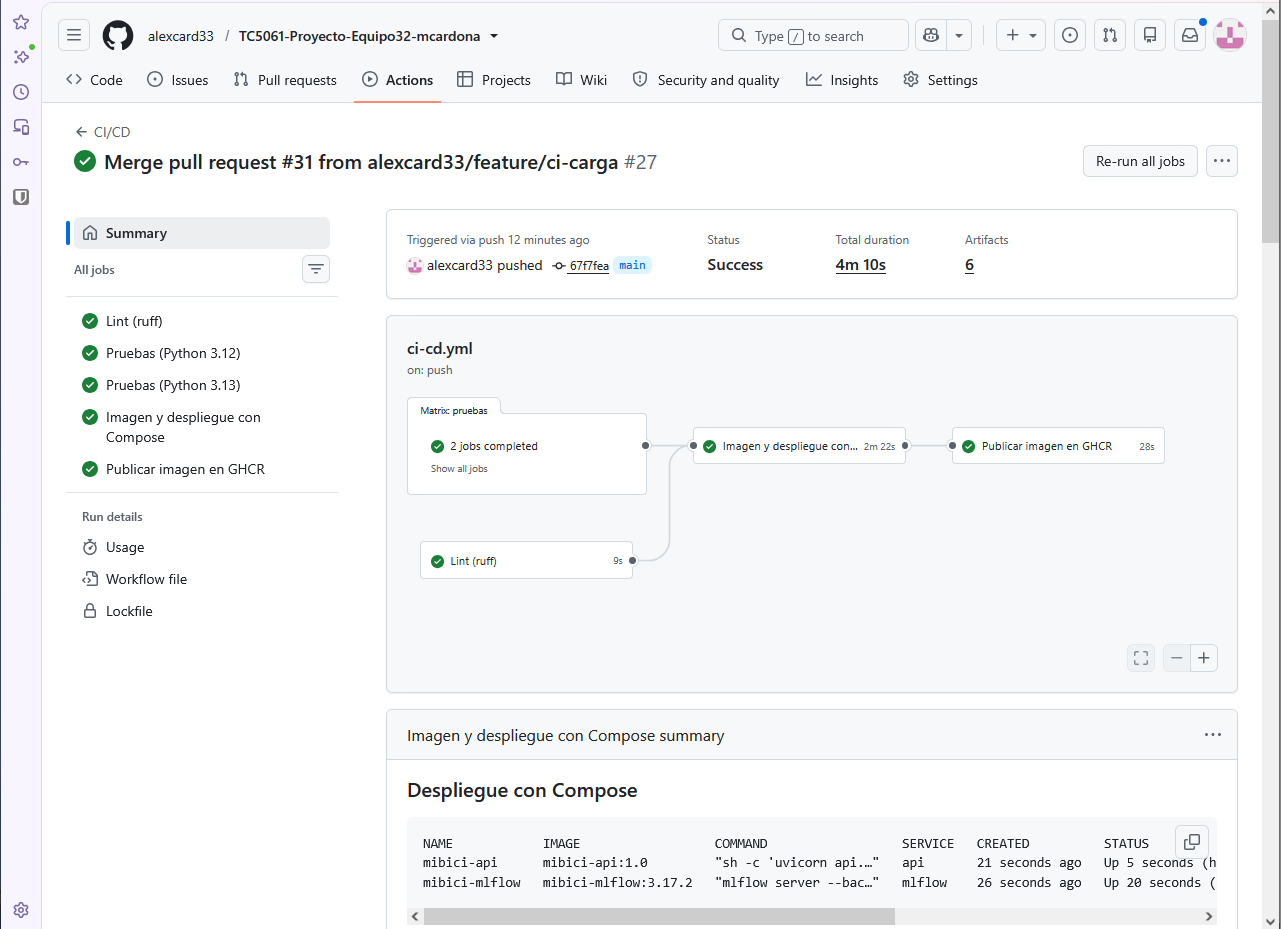 alexcard33 / TC5061-Proyecto-Equipo32-mcardona
Type / to search
Code Issues Pull requests Actions Projects Wiki Security and quality Insights Settings
CI/CD
Merge pull request #31 from alexcard33/feature/ci-carga #27
Re-run all jobs
Summary
All jobs
Lint (ruff)
Pruebas (Python 3.12)
Pruebas (Python 3.13)
Imagen y despliegue con
Compose
Publicar imagen en GHCR
Run details
Usage
Workflow file
Lockfile
Triggered via push 12 minutes ago
alexcard33 pushed 67f7fea main
Status
Success
Total duration
4m 10s
Artifacts
6
ci-cd.yml
on: push
Matrix: pruebas
2 jobs completed
Show all jobs
Imagen y despliegue con... 2m 22s
Publicar imagen en GHCR 28s
Lint (ruff) 9s
Imagen y despliegue con Compose summary
Despliegue con Compose
NAME IMAGE COMMAND SERVICE CREATED STATUS
mibici-api mibici-api:1.0 "sh -c 'uvicorn api.…" api 21 seconds ago Up 5 seconds (h
mibici-mlflow mibici-mlflow:3.17.2 "mlflow server --bac…" mlflow 26 seconds ago Up 20 seconds (